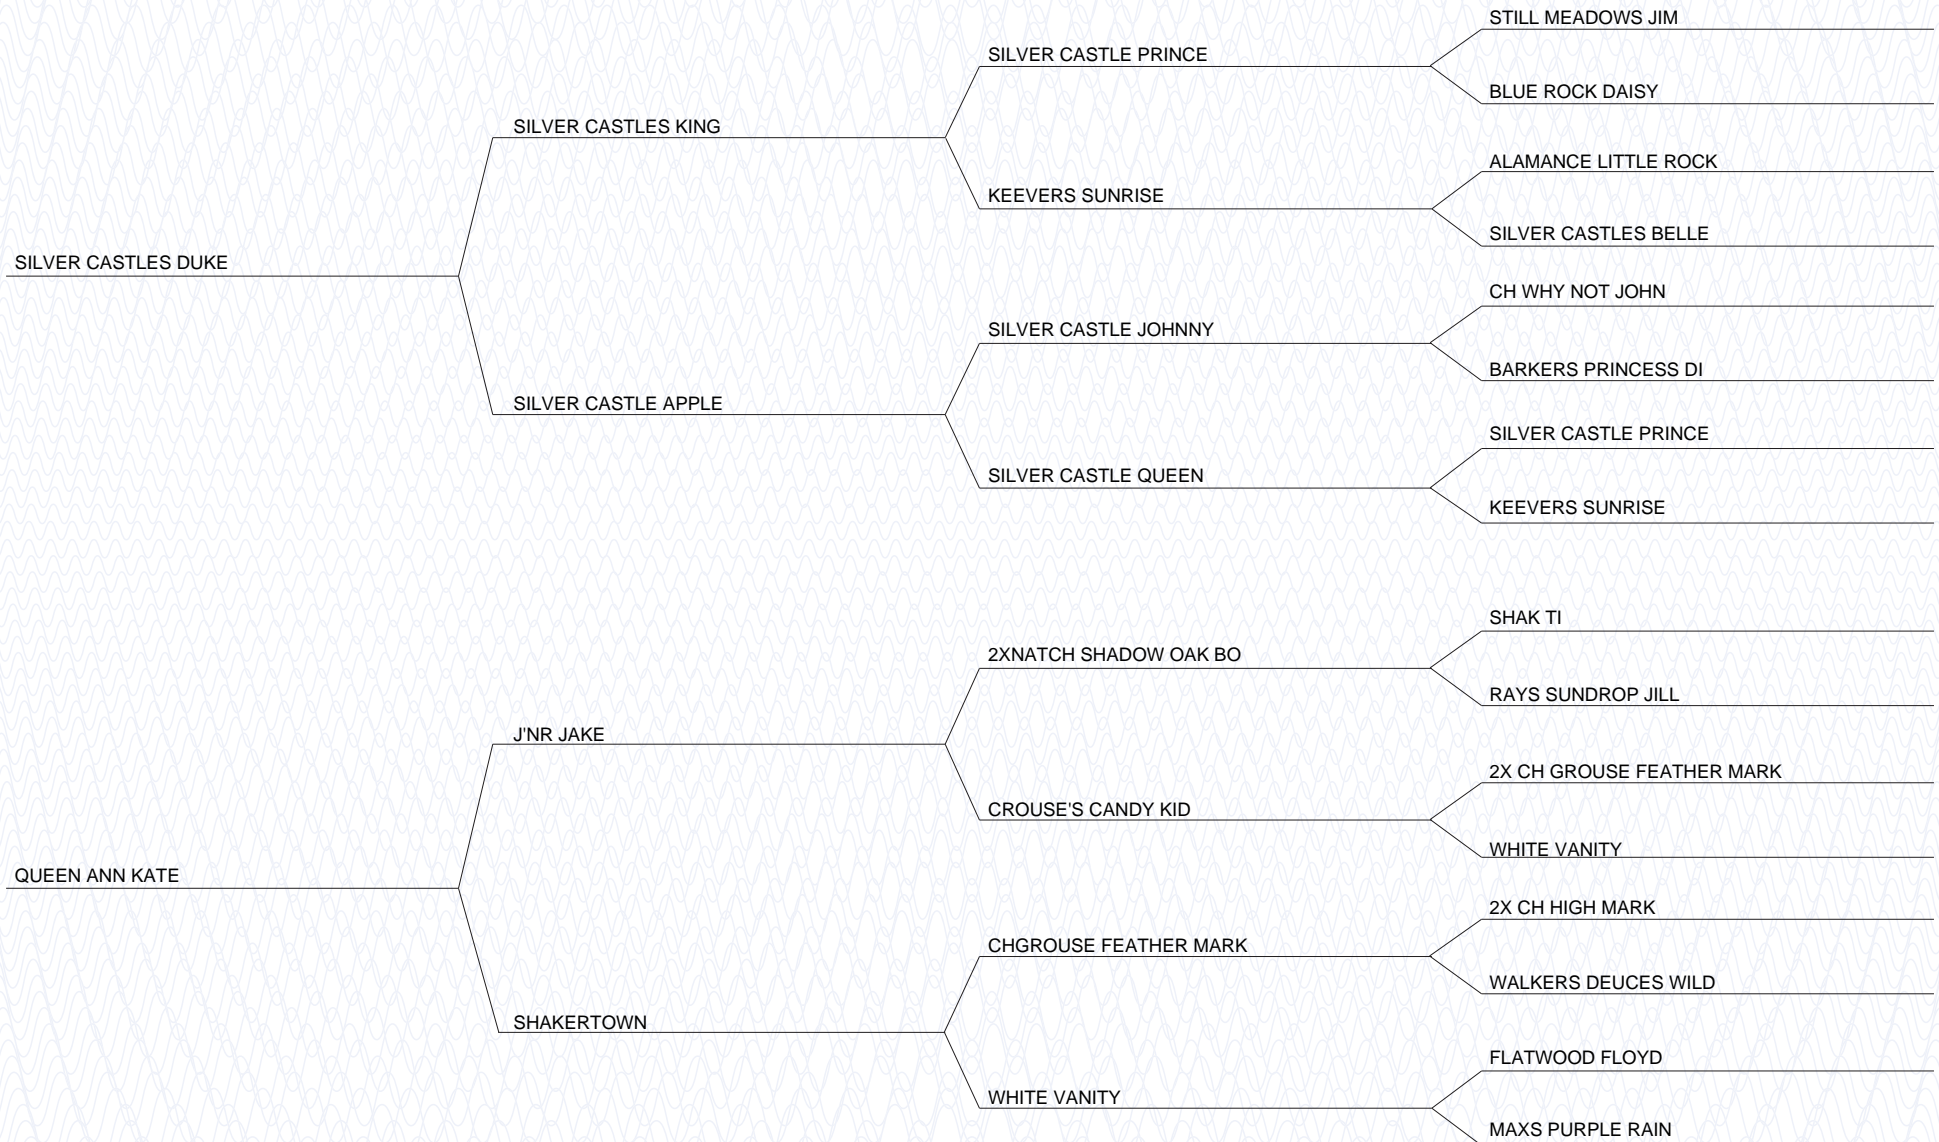 STILL MEADOWS JIM
SILVER CASTLE PRINCE
BLUE ROCK DAISY
SILVER CASTLES KING
ALAMANCE LITTLE ROCK
KEEVERS SUNRISE
SILVER CASTLES BELLE
SILVER CASTLES DUKE
CH WHY NOT JOHN
SILVER CASTLE JOHNNY
BARKERS PRINCESS DI
SILVER CASTLE APPLE
SILVER CASTLE PRINCE
SILVER CASTLE QUEEN
KEEVERS SUNRISE
SHAK TI
2XNATCH SHADOW OAK BO
RAYS SUNDROP JILL
J'NR JAKE
2X CH GROUSE FEATHER MARK
CROUSE'S CANDY KID
WHITE VANITY
QUEEN ANN KATE
2X CH HIGH MARK
CHGROUSE FEATHER MARK
WALKERS DEUCES WILD
SHAKERTOWN
FLATWOOD FLOYD
WHITE VANITY
MAXS PURPLE RAIN